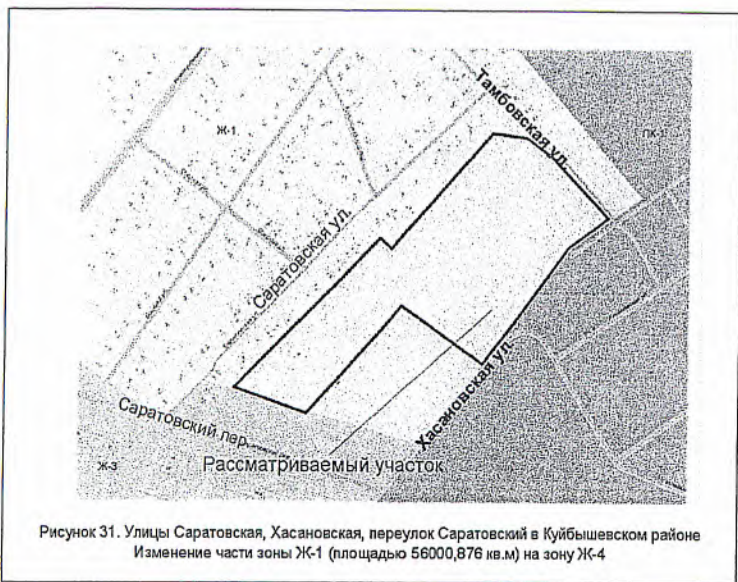 Тамбовская ул.
Ж-1
ПК-1
Саратовская ул.
Хасановская ул.
Саратовский пер.
Ж-3
Рассматриваемый участок
Рисунок 31. Улицы Саратовская, Хасановская, переулок Саратовский в Куйбышевском районе
Изменение части зоны Ж-1 (площадью 56000,876 кв.м) на зону Ж-4